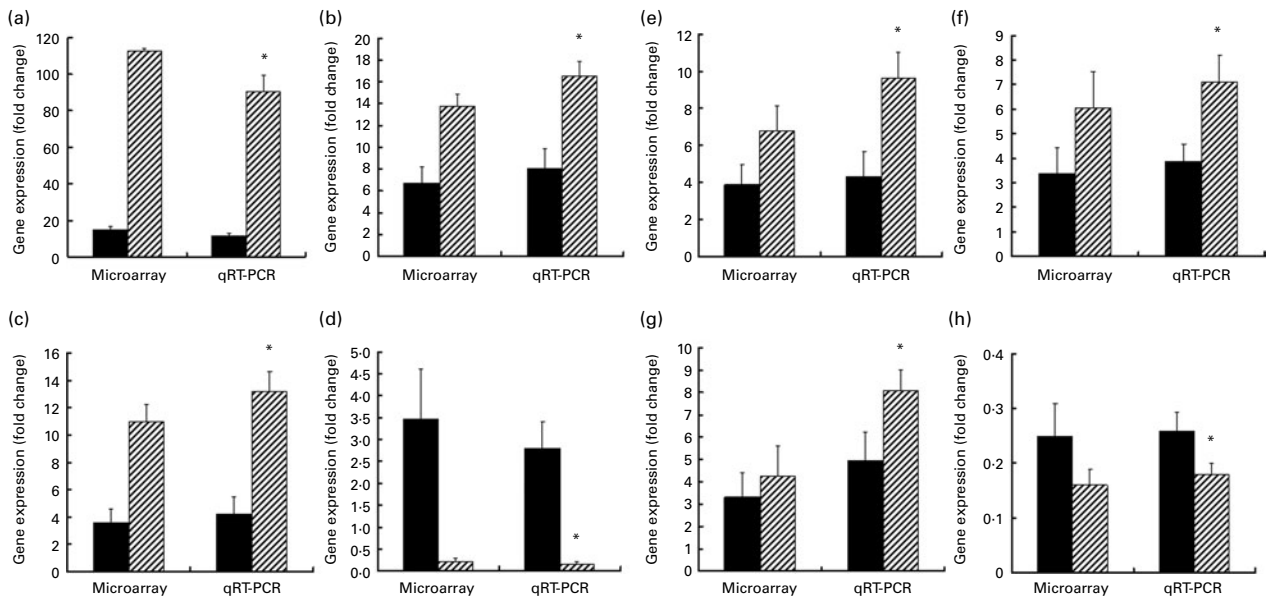 (a)
Gene expression (fold change)
120
100
80
60
40
20
0
*
Microarray
qRT-PCR
(b)
Gene expression (fold change)
20
18
16
14
12
10
8
6
4
2
0
*
Microarray
qRT-PCR
(e)
Gene expression (fold change)
12
10
8
6
4
2
0
*
Microarray
qRT-PCR
(f)
Gene expression (fold change)
9
8
7
6
5
4
3
2
1
0
*
Microarray
qRT-PCR
(c)
Gene expression (fold change)
16
14
12
10
8
6
4
2
0
*
Microarray
qRT-PCR
(d)
Gene expression (fold change)
5·0
4·5
4·0
3·5
3·0
2·5
2·0
1·5
1·0
0·5
0·0
*
Microarray
qRT-PCR
(g)
Gene expression (fold change)
10
9
8
7
6
5
4
3
2
1
0
*
Microarray
qRT-PCR
(h)
Gene expression (fold change)
0·4
0·3
0·2
0·1
0
*
Microarray
qRT-PCR